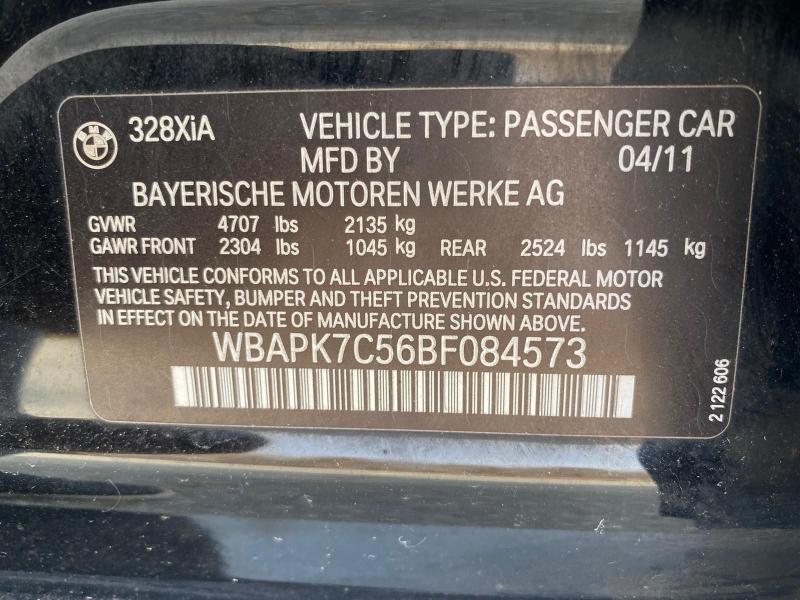 BMW
328XiA VEHICLE TYPE: PASSENGER CAR
MFD BY 04/11
BAYERISCHE MOTOREN WERKE AG
GVWR 4707 lbs 2135 kg
GAWR FRONT 2304 lbs 1045 kg REAR 2524 lbs 1145 kg
THIS VEHICLE CONFORMS TO ALL APPLICABLE U.S. FEDERAL MOTOR
VEHICLE SAFETY, BUMPER AND THEFT PREVENTION STANDARDS
IN EFFECT ON THE DATE OF MANUFACTURE SHOWN ABOVE.
WBAPK7C56BF084573
2 122 606